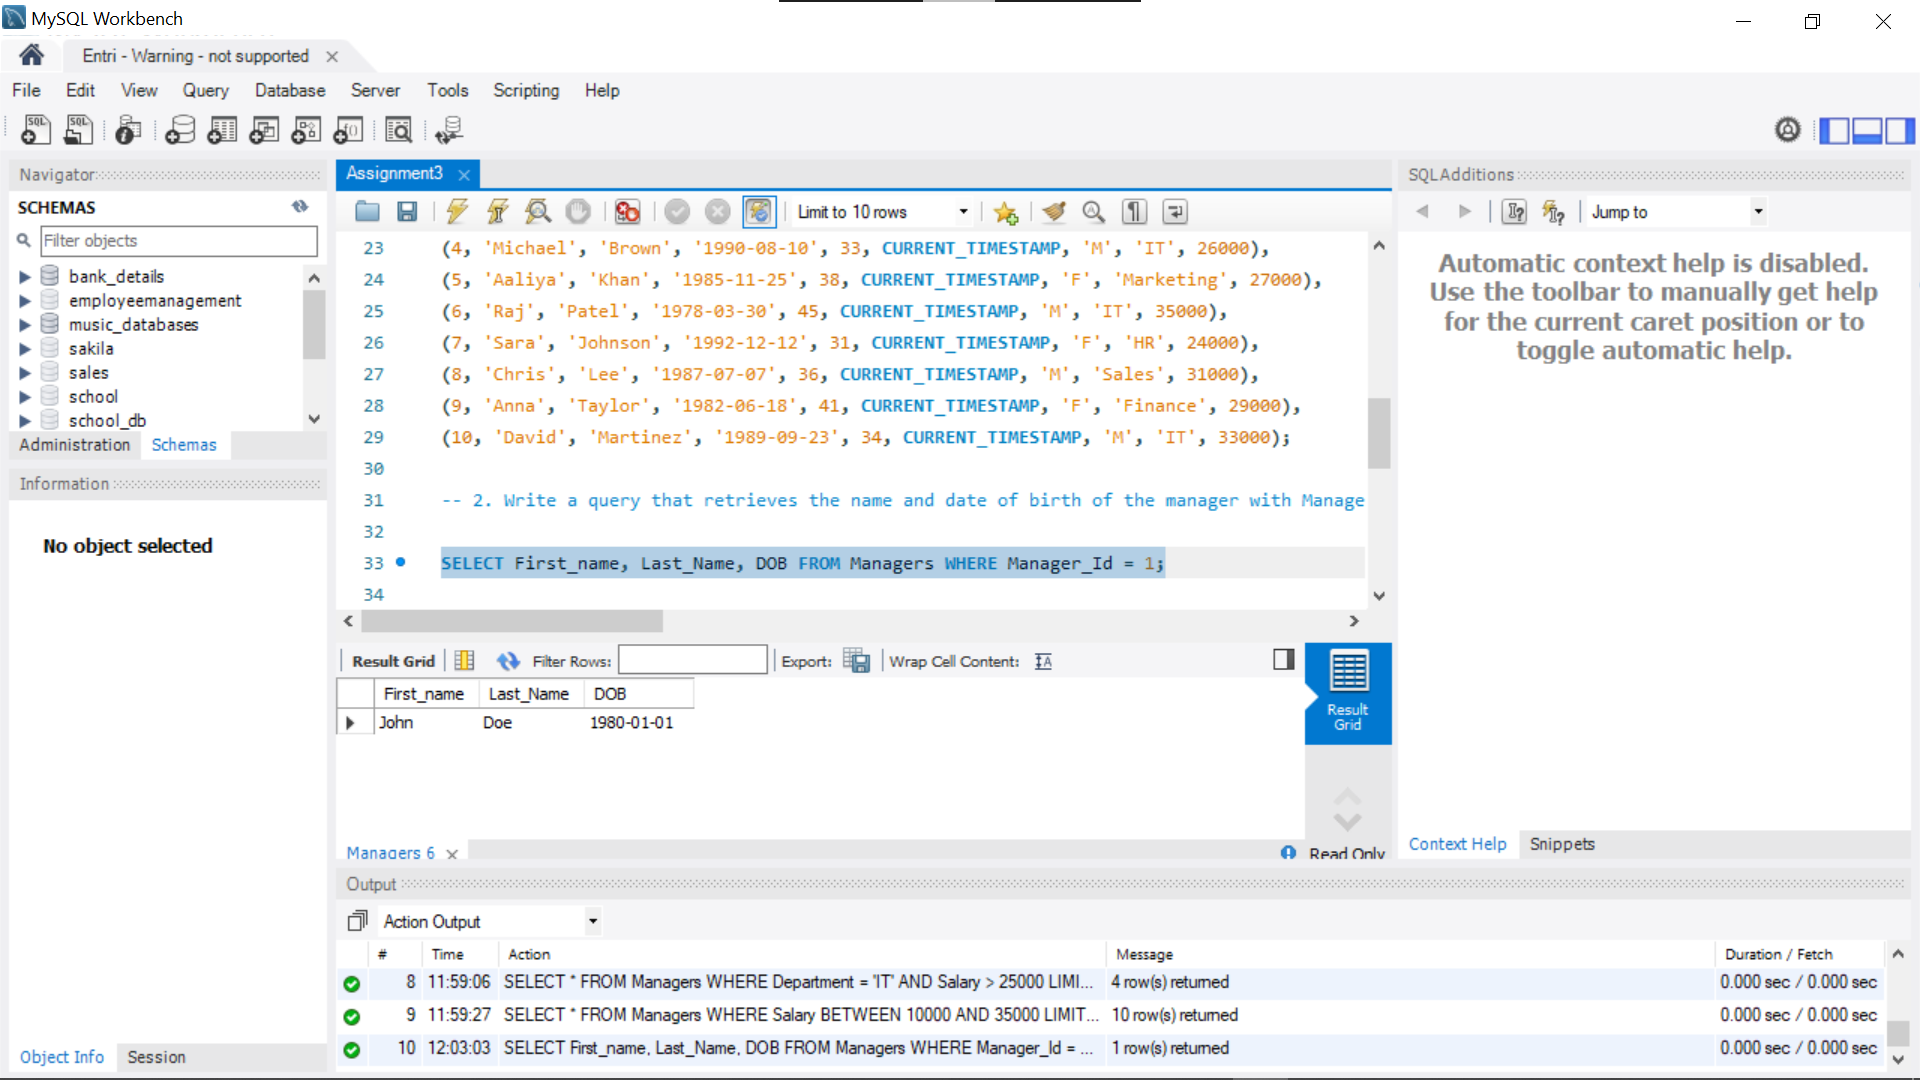 MySQL Workbench
Entri - Warning - not supported
File Edit View Query Database Server Tools Scripting Help
Navigator
SCHEMAS
Filter objects
bank_details
employeemanagement
music_databases
sakila
sales
school
school_db
Administration Schemas
Information
No object selected
Object Info Session
Assignment3
Limit to 10 rows
23 (4, 'Michael', 'Brown', '1990-08-10', 33, CURRENT_TIMESTAMP, 'M', 'IT', 26000),
24 (5, 'Aaliya', 'Khan', '1985-11-25', 38, CURRENT_TIMESTAMP, 'F', 'Marketing', 27000),
25 (6, 'Raj', 'Patel', '1978-03-30', 45, CURRENT_TIMESTAMP, 'M', 'IT', 35000),
26 (7, 'Sara', 'Johnson', '1992-12-12', 31, CURRENT_TIMESTAMP, 'F', 'HR', 24000),
27 (8, 'Chris', 'Lee', '1987-07-07', 36, CURRENT_TIMESTAMP, 'M', 'Sales', 31000),
28 (9, 'Anna', 'Taylor', '1982-06-18', 41, CURRENT_TIMESTAMP, 'F', 'Finance', 29000),
29 (10, 'David', 'Martinez', '1989-09-23', 34, CURRENT_TIMESTAMP, 'M', 'IT', 33000);
30
31 -- 2. Write a query that retrieves the name and date of birth of the manager with Manage
32
33 SELECT First_name, Last_Name, DOB FROM Managers WHERE Manager_Id = 1;
34
Result Grid Filter Rows: Export: Wrap Cell Content:
First_name Last_Name DOB
John Doe 1980-01-01
Result
Grid
Managers 6 Read Only
SQLAdditions
Jump to
Automatic context help is disabled.
Use the toolbar to manually get help
for the current caret position or to
toggle automatic help.
Context Help Snippets
Output
Action Output
# Time Action Message Duration / Fetch
8 11:59:06 SELECT * FROM Managers WHERE Department = 'IT' AND Salary > 25000 LIMI... 4 row(s) returned 0.000 sec / 0.000 sec
9 11:59:27 SELECT * FROM Managers WHERE Salary BETWEEN 10000 AND 35000 LIMIT... 10 row(s) returned 0.000 sec / 0.000 sec
10 12:03:03 SELECT First_name, Last_Name, DOB FROM Managers WHERE Manager_Id = ... 1 row(s) returned 0.000 sec / 0.000 sec